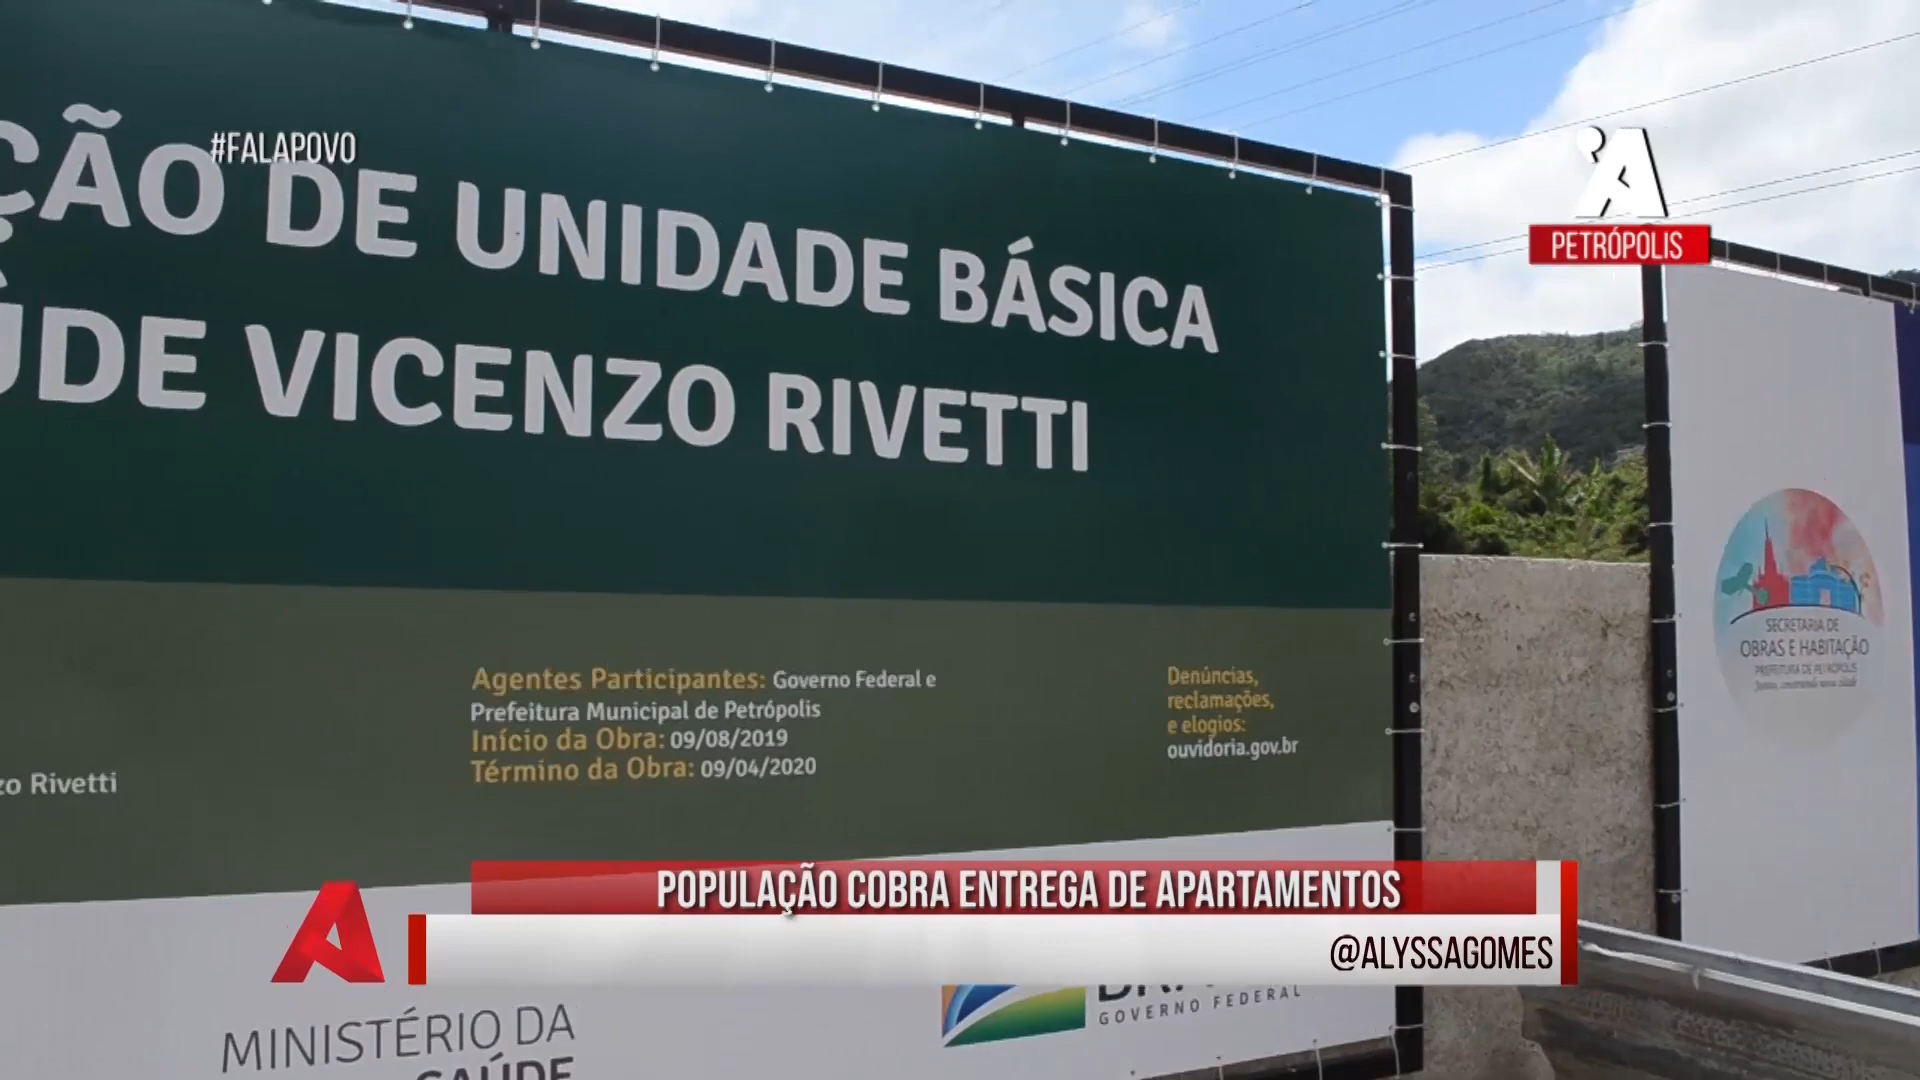 #FALAPOVO
ÇÃO DE UNIDADE BÁSICA
ÚDE VICENZO RIVETTI
PETRÓPOLIS
Agentes Participantes: Governo Federal e
Prefeitura Municipal de Petrópolis
Início da Obra: 09/08/2019
Término da Obra: 09/04/2020
zo Rivetti
Denúncias,
reclamações,
e elogios:
ouvidoria.gov.br
SECRETARIA DE
OBRAS E HABITAÇÃO
PREFEITURA DE PETRÓPOLIS
POPULAÇÃO COBRA ENTREGA DE APARTAMENTOS
@ALYSSAGOMES
MINISTÉRIO DA
SAÚDE
GOVERNO FEDERAL